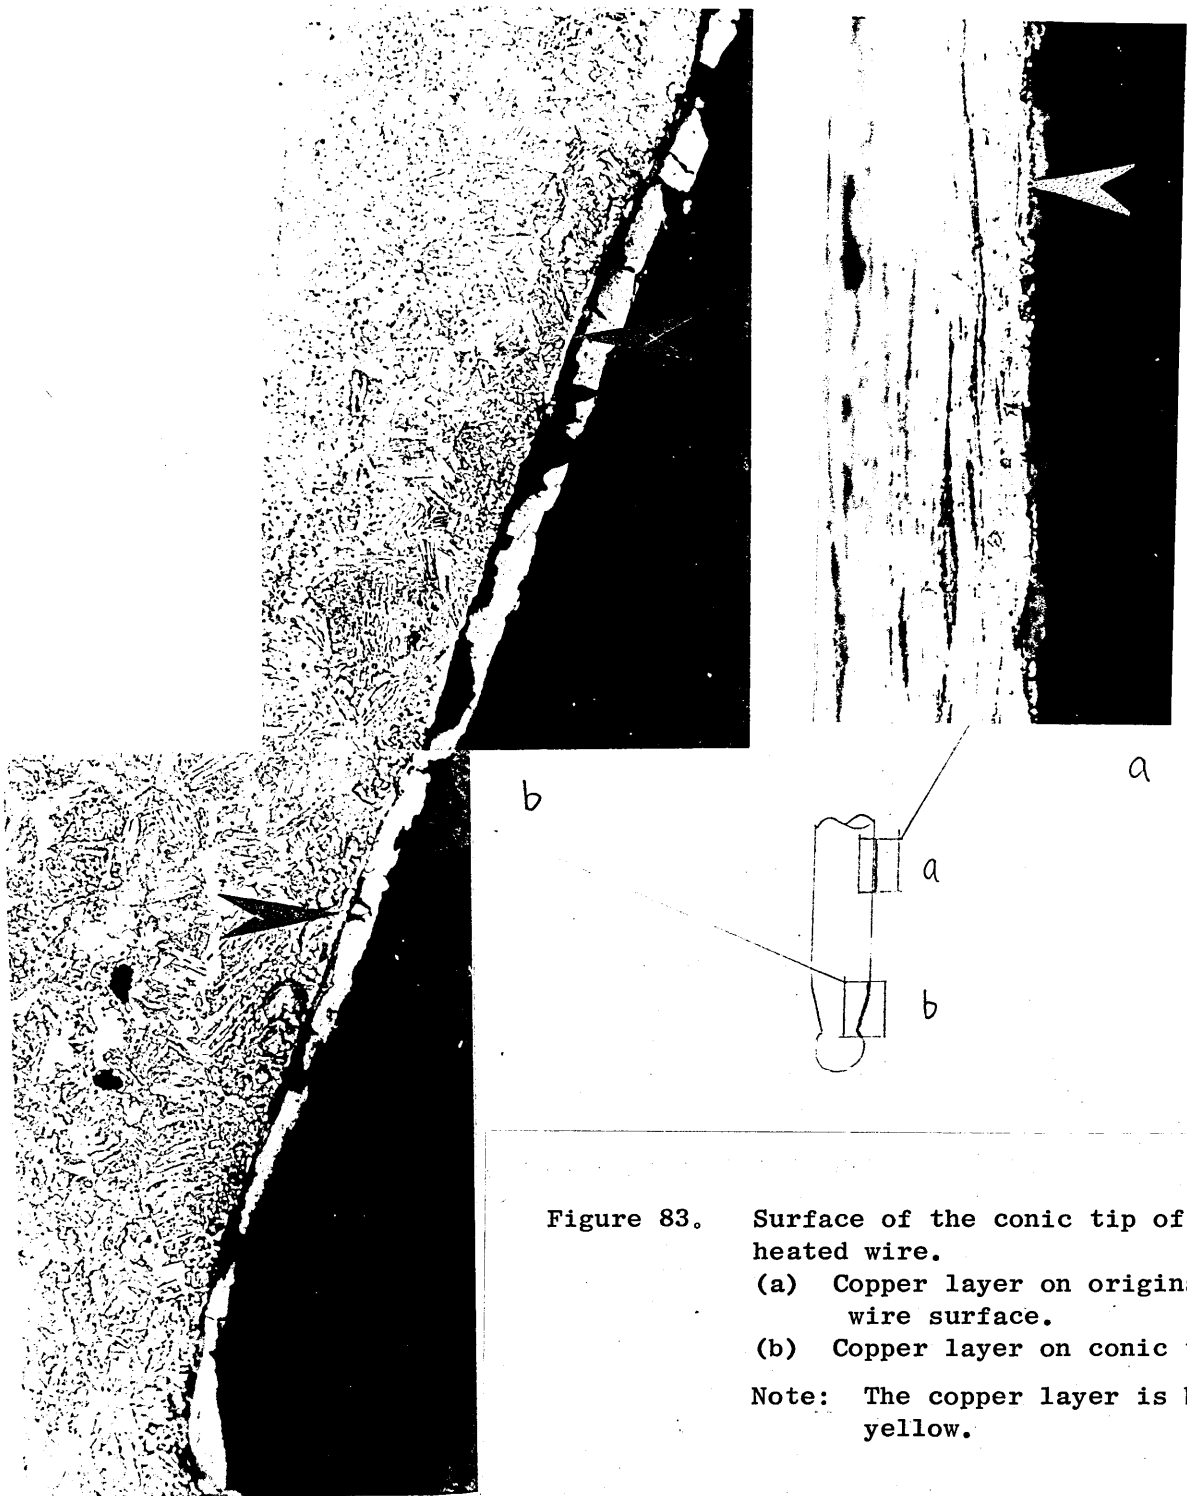 b
a
a
b
Figure 83. Surface of the conic tip of
heated wire.
(a) Copper layer on
wire surface.
(b) Copper layer on conic
Note: The copper layer is
yellow.